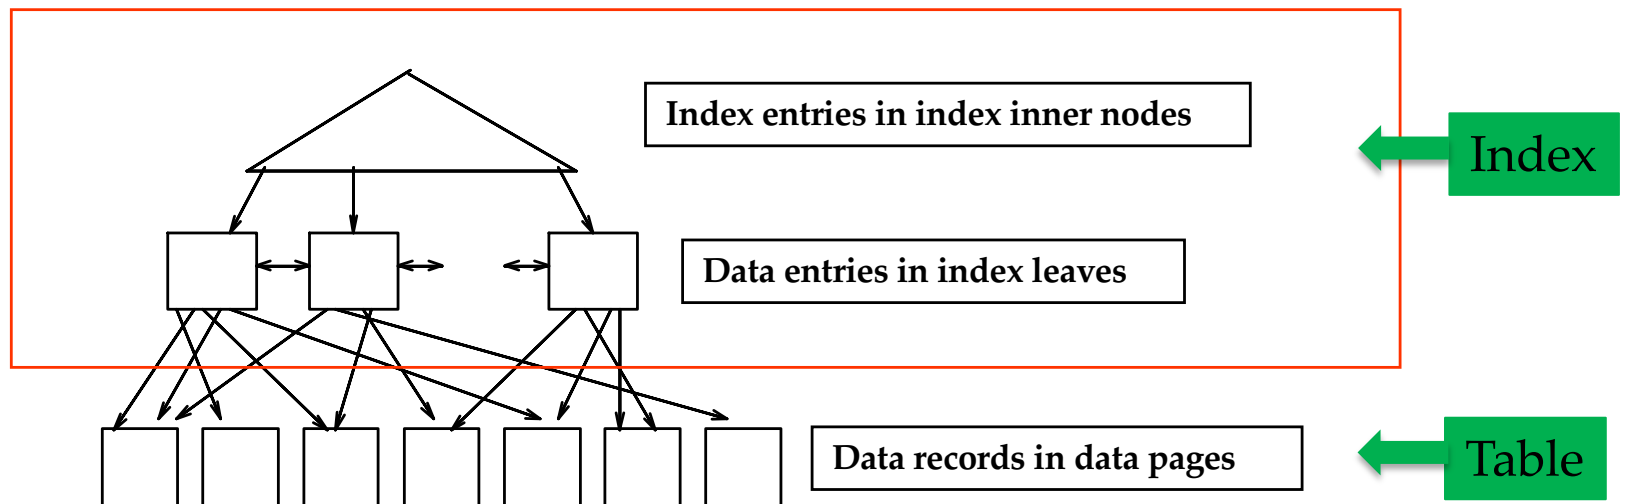 Index entries in index inner nodes
Index
Data entries in index leaves
Data records in data pages
Table